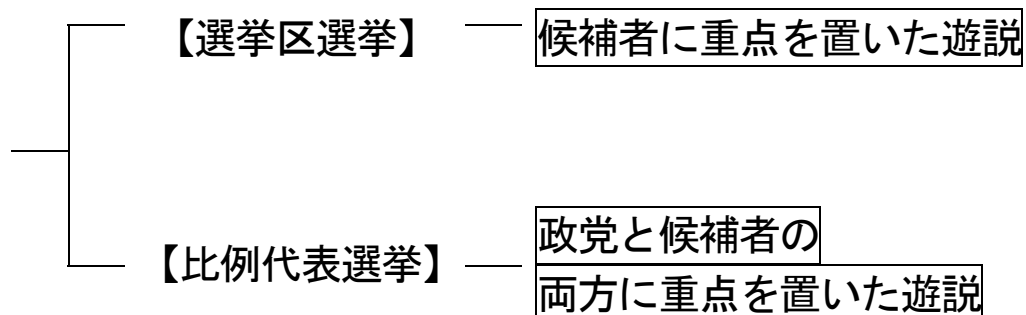 【選挙区選挙】 候補者に重点を置いた遊説
【比例代表選挙】 政党と候補者の
両方に重点を置いた遊説